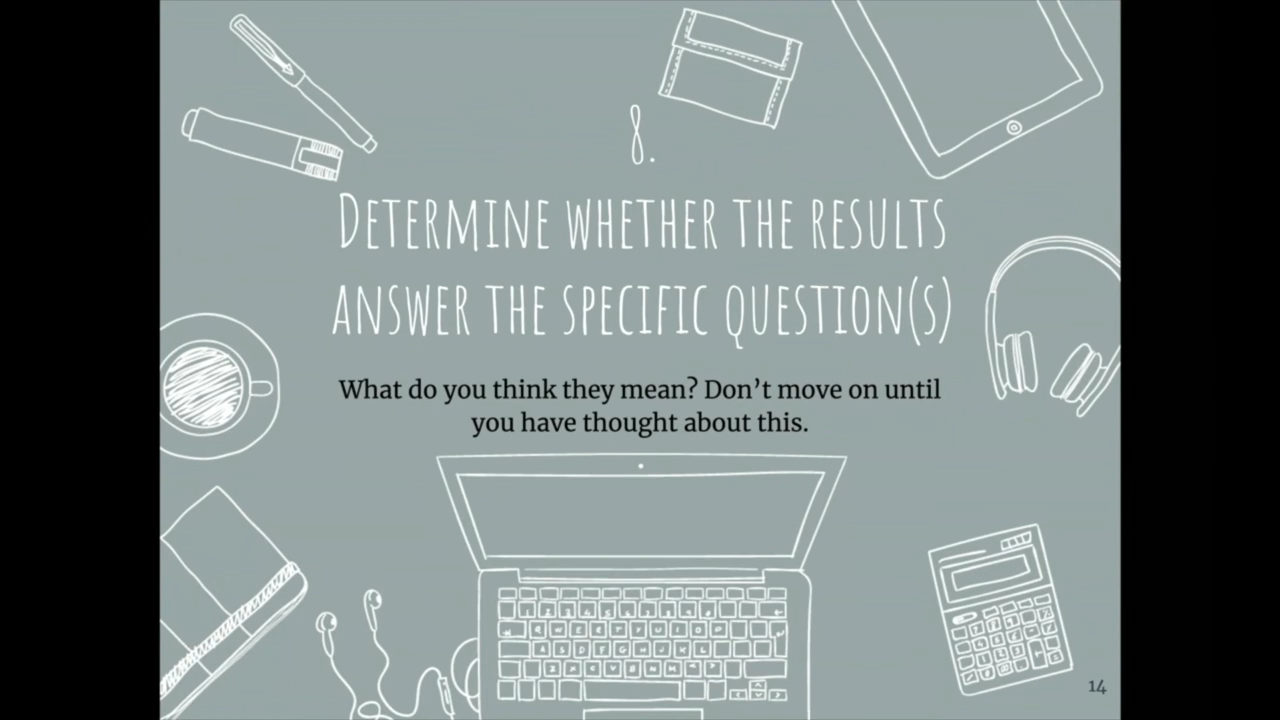 8.
Determine whether the results
answer the specific question(s)
What do you think they mean? Don't move on until
you have thought about this.
14